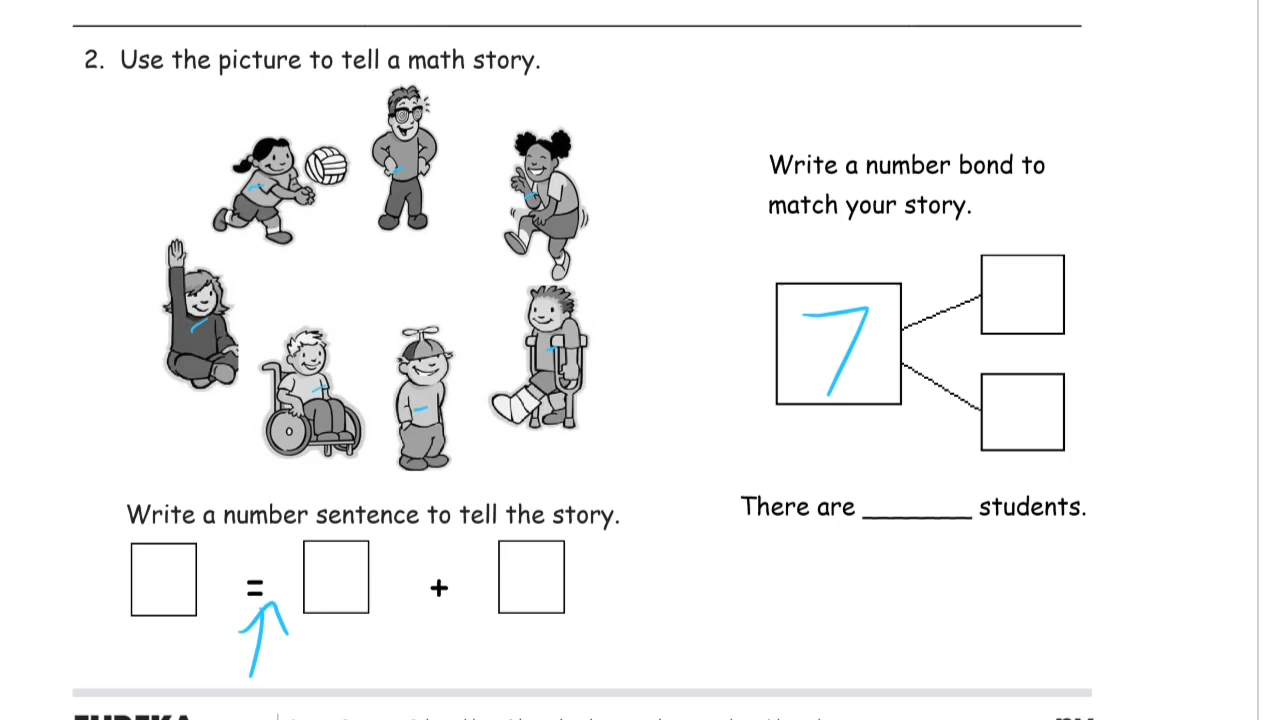 2. Use the picture to tell a math story.
Write a number bond to
match your story.
7
There are ________ students.
Write a number sentence to tell the story.
= +